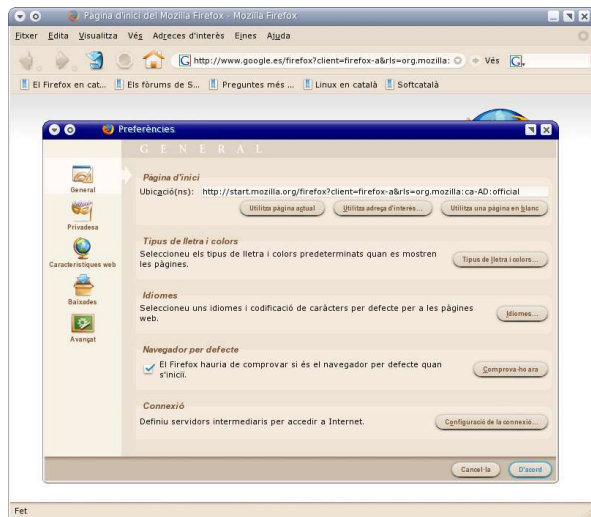 Pàgina d'inici del Mozilla Firefox - Mozilla Firefox
Fitxer Edita Visualitza Vés Adreces d'interès Eines Ajuda
http://www.google.es/firefox?client=firefox-a&rls=org.mozilla: Vés
El Firefox en cat... Els fòrums de S... Preguntes més ... Linux en català Softcatalà
Preferències
GENERAL
General
Privadesa
Característiques web
Baixades
Avançat
Pàgina d'inici
Ubicació(ns): http://start.mozilla.org/firefox?client=firefox-a&rls=org.mozilla:ca-AD:official
Utilitza pàgina actual Utilitza adreça d'interès... Utilitza una pàgina en blanc
Tipus de lletra i colors
Seleccioneu els tipus de lletra i colors predeterminats quan es mostren
les pàgines.
Tipus de lletra i colors...
Idiomes
Seleccioneu uns idiomes i codificació de caràcters per defecte per a les pàgines
web.
Idiomes...
Navegador per defecte
El Firefox hauria de comprovar si és el navegador per defecte quan
s'iniciï.
Comprova-ho ara
Connexió
Definiu servidors intermediaris per accedir a Internet.
Configuració de la connexió...
Cancel·la D'acord
Fet